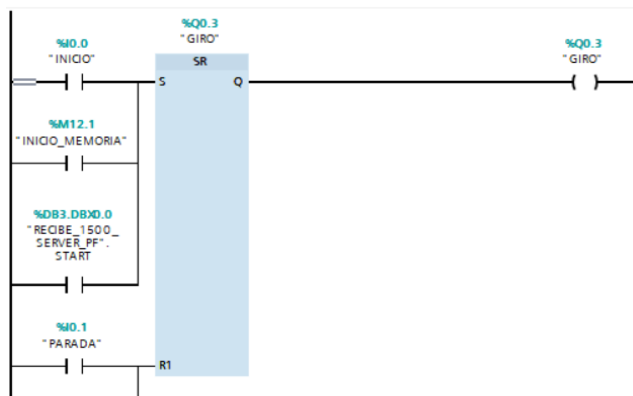 %Q0.3
"GIRO"
%I0.0
"INICIO"
SR
%Q0.3
"GIRO"
S
Q
%M12.1
"INICIO_MEMORIA"
%DB3.DBX0.0
"RECIBE_1500_
SERVER_PF".
START
%I0.1
"PARADA"
R1